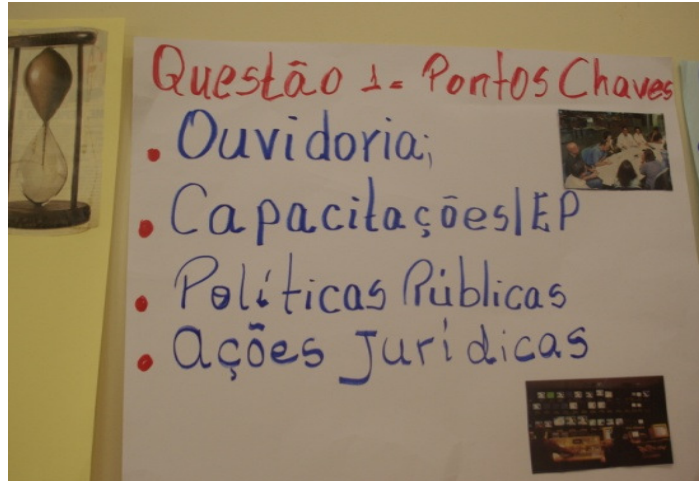 Questão 1- Pontos Chaves
• Ouvidoria;
• Capacitações/EP
• Políticas Públicas
• Ações Jurídicas